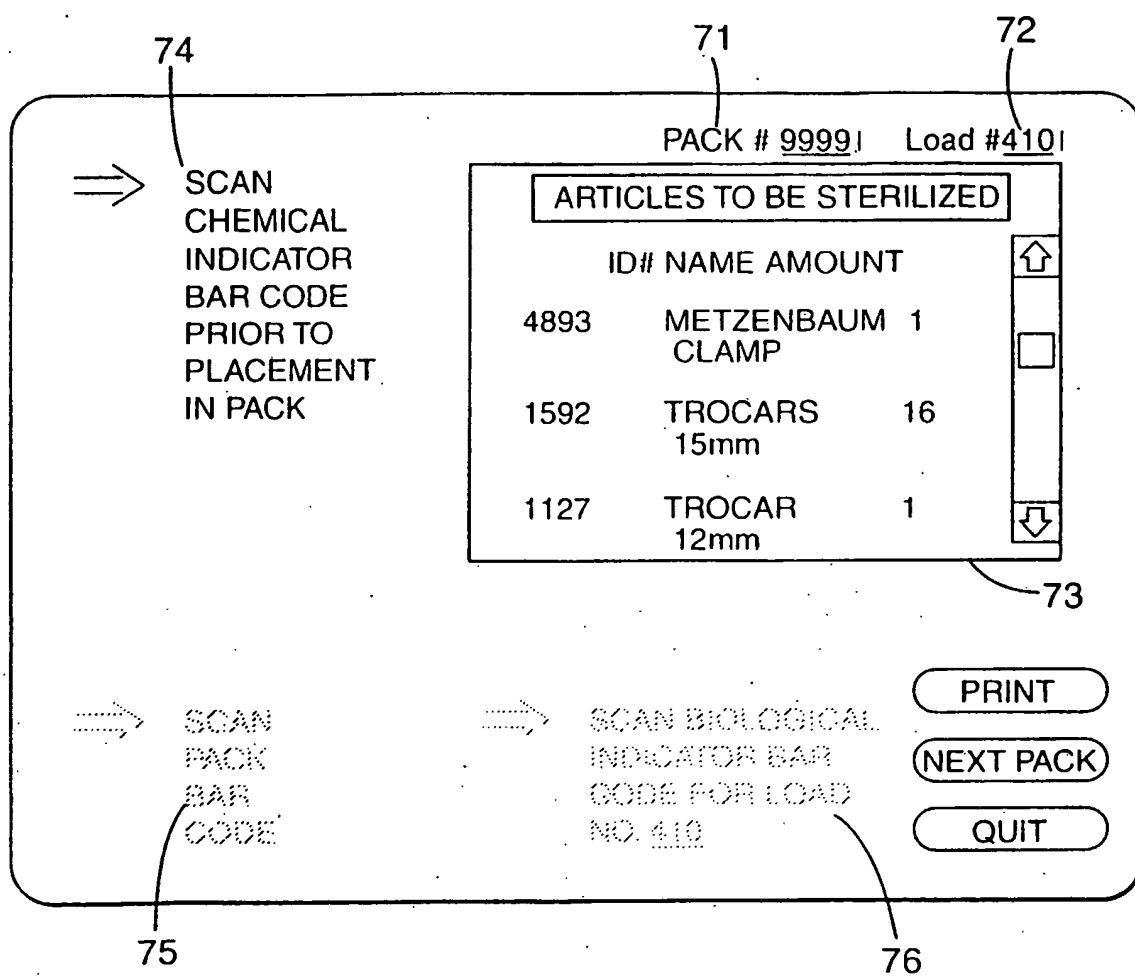 74
71
72
PACK # 9999 Load #410
SCAN
CHEMICAL
INDICATOR
BAR CODE
PRIOR TO
PLACEMENT
IN PACK
ARTICLES TO BE STERILIZED
ID# NAME AMOUNT
4893 METZENBAUM 1
CLAMP
1592 TROCARS 16
15mm
1127 TROCAR 1
12mm
73
SCAN
PACK
BAR
CODE
SCAN BIOLOGICAL
INDICATOR BAR
CODE FOR LOAD
NO. 410
PRINT
NEXT PACK
QUIT
75
76